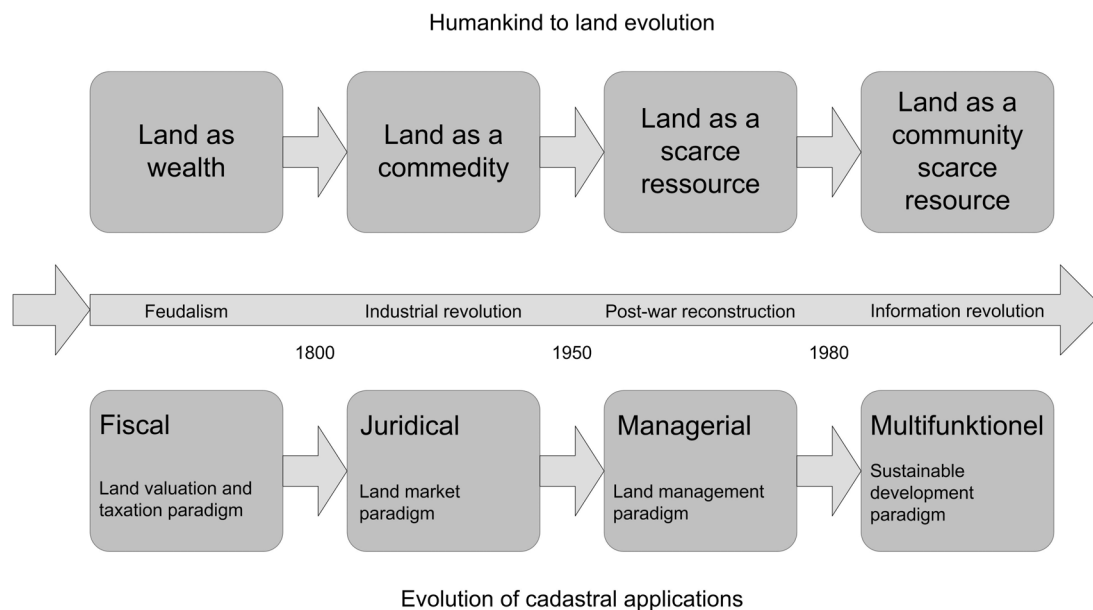 Humankind to land evolution
Land as
wealth
Land as a
commedity
Land as a
scarce
ressource
Land as a
community
scarce
resource
Feudalism
Industrial revolution
Post-war reconstruction
Information revolution
1800
1950
1980
Fiscal
Land valuation and
taxation paradigm
Juridical
Land market
paradigm
Managerial
Land management
paradigm
Multifunktionel
Sustainable
development
paradigm
Evolution of cadastral applications